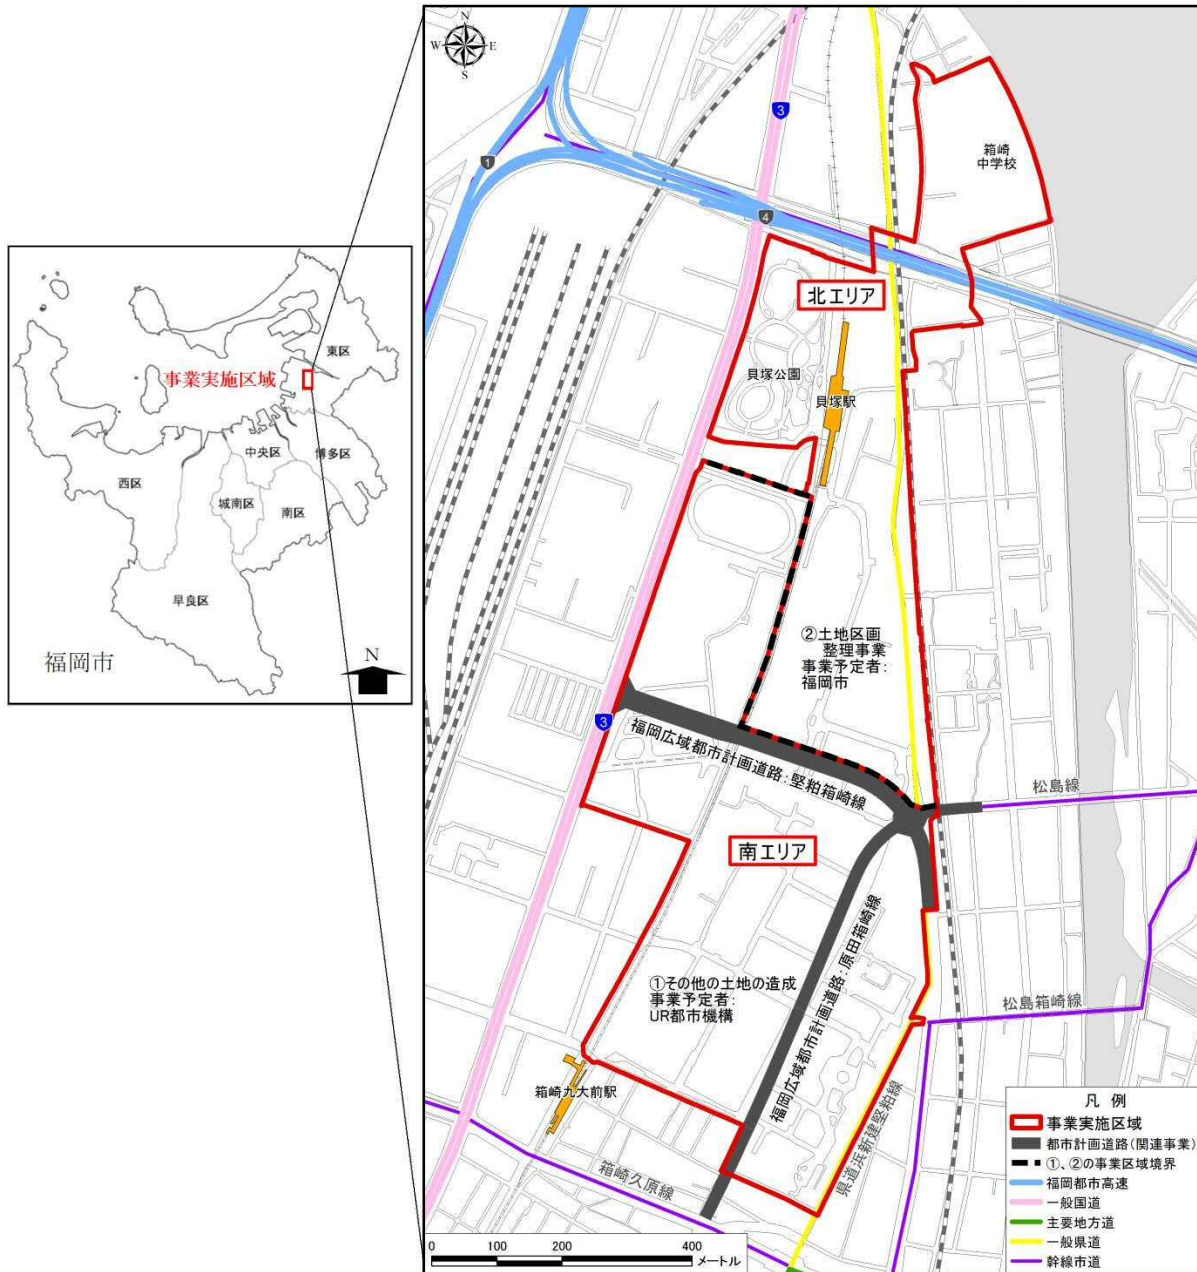 東区
事業実施区域
中央区
博多区
西区
城南区
南区
早良区
福岡市
N
N
W
E
S
3
1
4
箱崎
中学校
北エリア
貝塚公園
貝塚駅
②土地区画
整理事業
事業予定者:
福岡市
3
福岡広域都市計画道路:堅粕箱崎線
松島線
南エリア
福岡広域都市計画道路:原田箱崎線
①その他の土地の造成
事業予定者:
UR都市機構
松島箱崎線
箱崎九大前駅
県道浜新建堅粕線
箱崎久原線
凡 例
事業実施区域
都市計画道路(関連事業)
①、②の事業区域境界
福岡都市高速
一般国道
主要地方道
一般県道
幹線市道
0 100 200 400
メートル